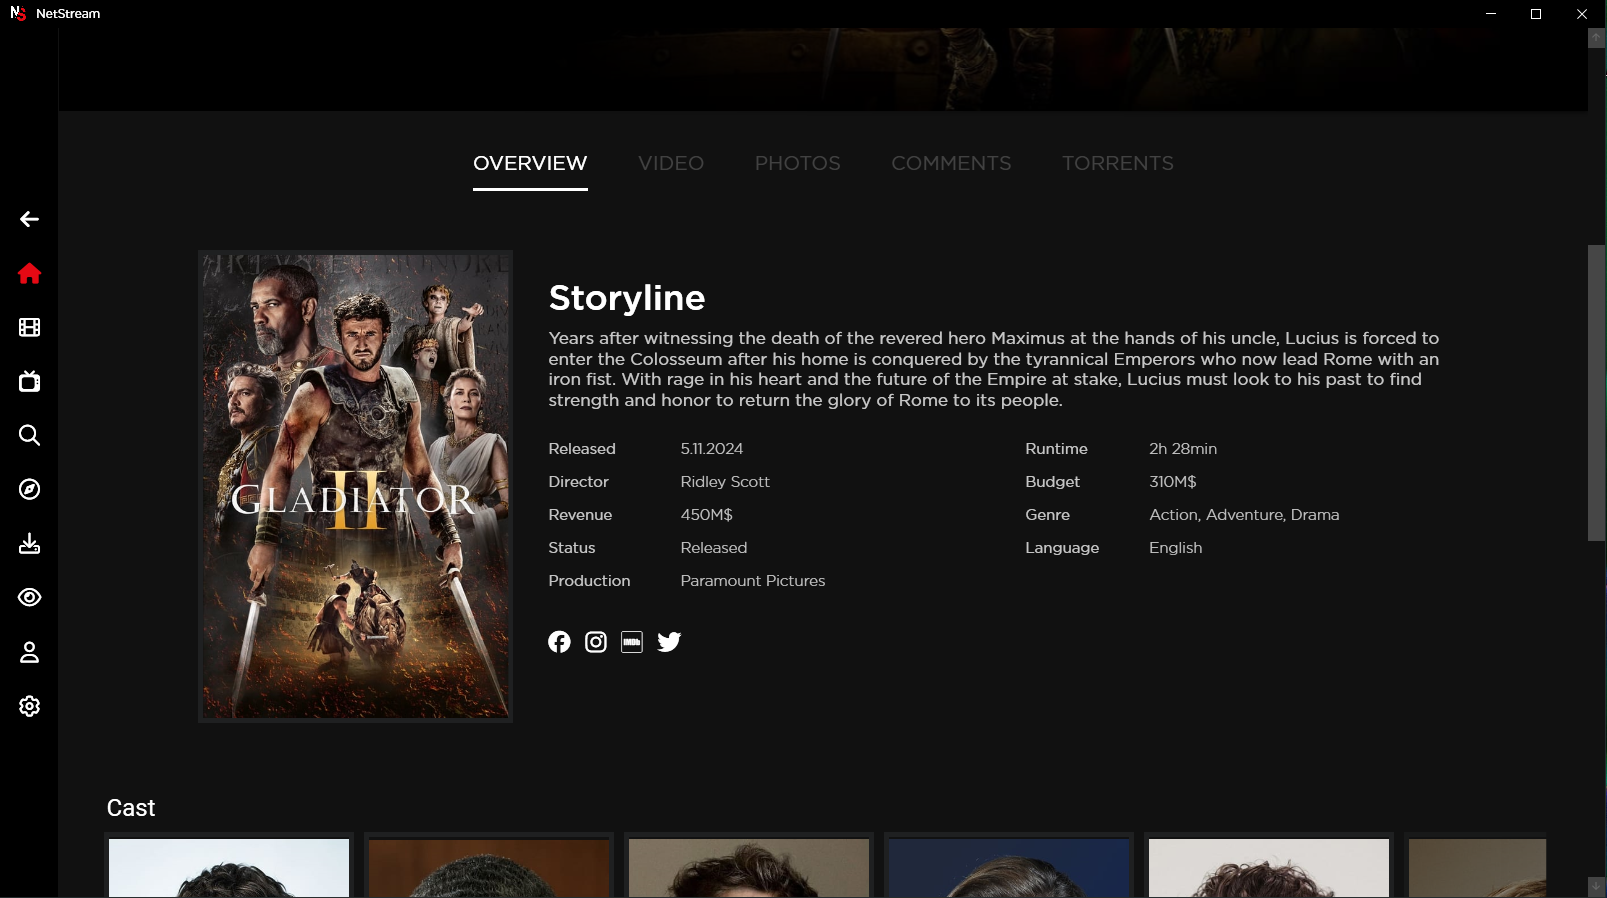 NetStream
OVERVIEW VIDEO PHOTOS COMMENTS TORRENTS
GLADIATOR
II
Storyline
Years after witnessing the death of the revered hero Maximus at the hands of his uncle, Lucius is forced to
enter the Colosseum after his home is conquered by the tyrannical Emperors who now lead Rome with an
iron fist. With rage in his heart and the future of the Empire at stake, Lucius must look to his past to find
strength and honor to return the glory of Rome to its people.
Released 5.11.2024 Runtime 2h 28min
Director Ridley Scott Budget 310M$
Revenue 450M$ Genre Action, Adventure, Drama
Status Released Language English
Production Paramount Pictures
IMDb
Cast